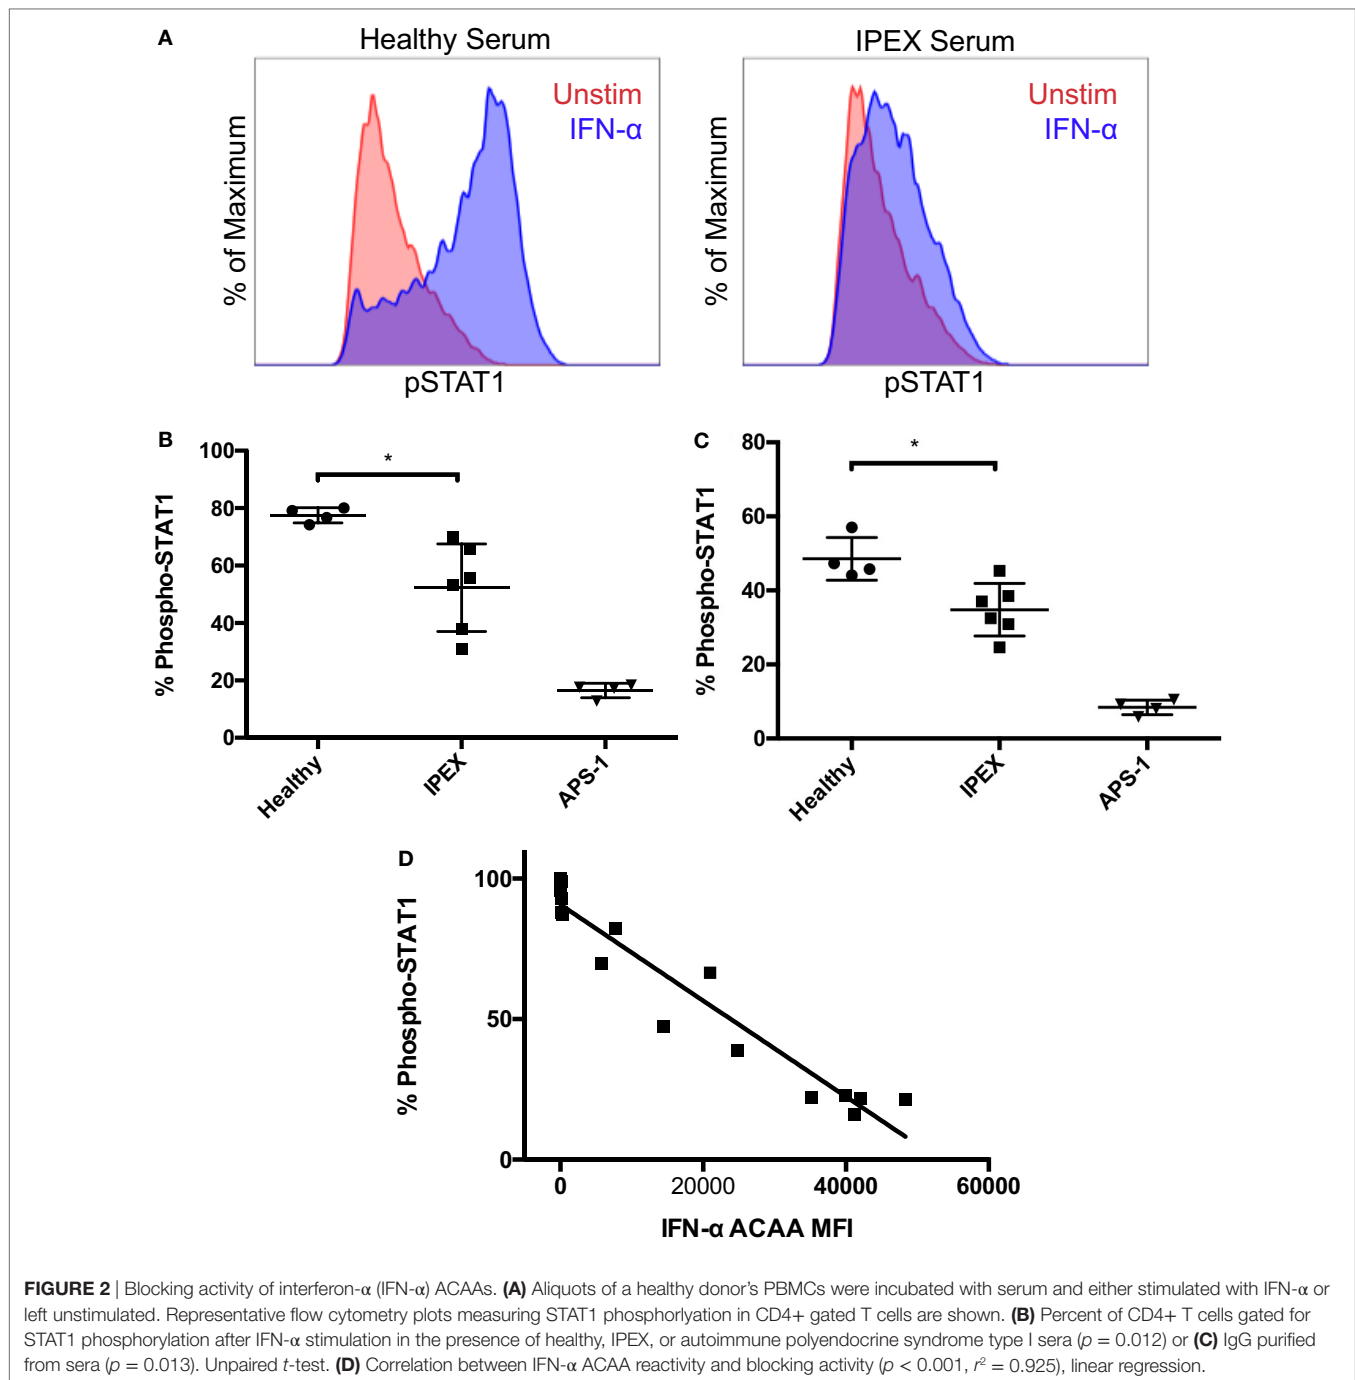 A
Healthy Serum
IPEX Serum
Unstim
IFN-α
Unstim
IFN-α
% of Maximum
% of Maximum
pSTAT1
pSTAT1
B
100
80
60
40
20
0
% Phospho-STAT1
*
Healthy
IPEX
APS-1
C
80
60
40
20
0
% Phospho-STAT1
*
Healthy
IPEX
APS-1
D
100
50
0
% Phospho-STAT1
0
20000
40000
60000
IFN-α ACAA MFI
FIGURE 2 | Blocking activity of interferon-α (IFN-α) ACAAs. (A) Aliquots of a healthy donor's PBMCs were incubated with serum and either stimulated with IFN-α or
left unstimulated. Representative flow cytometry plots measuring STAT1 phosphorlyation in CD4+ gated T cells are shown. (B) Percent of CD4+ T cells gated for
STAT1 phosphorylation after IFN-α stimulation in the presence of healthy, IPEX, or autoimmune polyendocrine syndrome type I sera (p = 0.012) or (C) IgG purified
from sera (p = 0.013). Unpaired t-test. (D) Correlation between IFN-α ACAA reactivity and blocking activity (p < 0.001, r² = 0.925), linear regression.